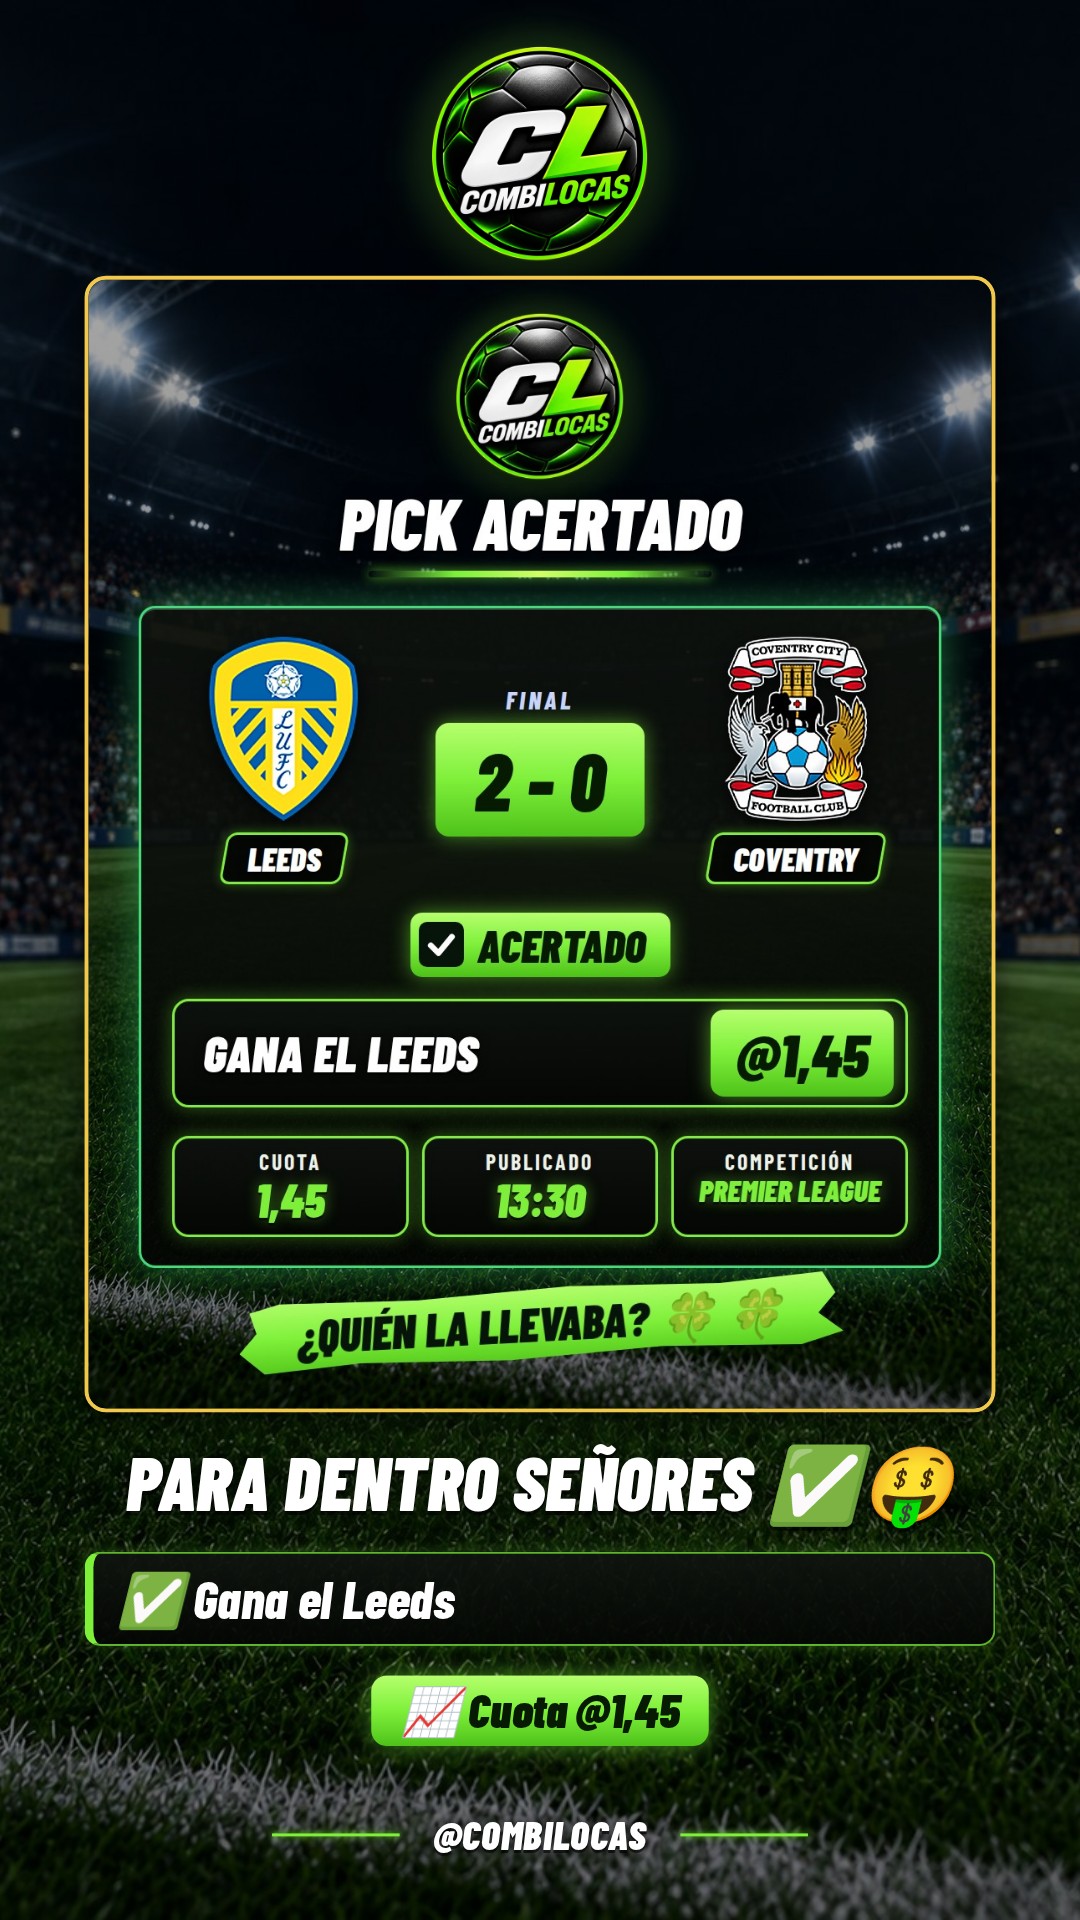 CL
COMBILOCAS
CL
COMBILOCAS
PICK ACERTADO
LUFC
COVENTRY CITY
FOOTBALL CLUB
FINAL
2 - 0
LEEDS
COVENTRY
ACERTADO
GANA EL LEEDS
@1,45
CUOTA
1,45
PUBLICADO
13:30
COMPETICIÓN
PREMIER LEAGUE
¿QUIÉN LA LLEVABA? 🍀 🍀
PARA DENTRO SEÑORES ✅🤑
✅ Gana el Leeds
📈 Cuota @1,45
@COMBILOCAS